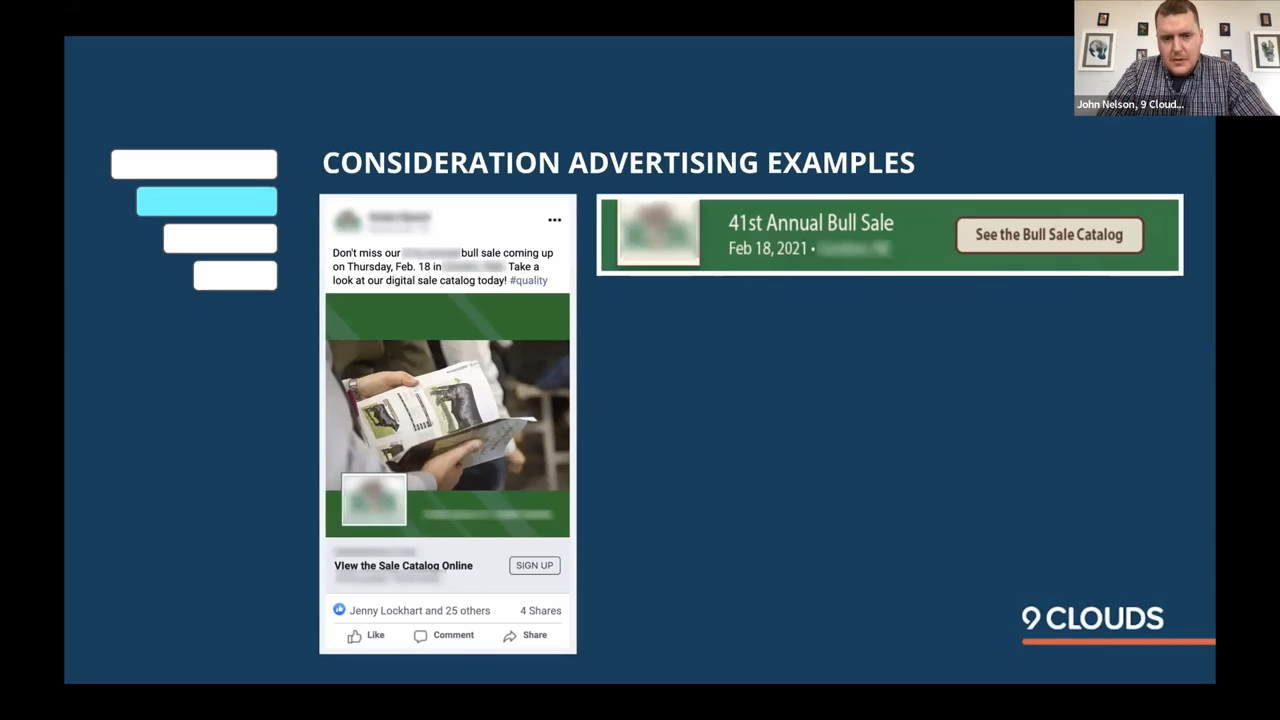 John Nelson, 9 Cloud...
CONSIDERATION ADVERTISING EXAMPLES
Don't miss our bull sale coming up
on Thursday, Feb. 18 in Take a
look at our digital sale catalog today! #quality
VIew the Sale Catalog Online
SIGN UP
Jenny Lockhart and 25 others 4 Shares
Like Comment Share
41st Annual Bull Sale
Feb 18, 2021 •
See the Bull Sale Catalog
9 CLOUDS